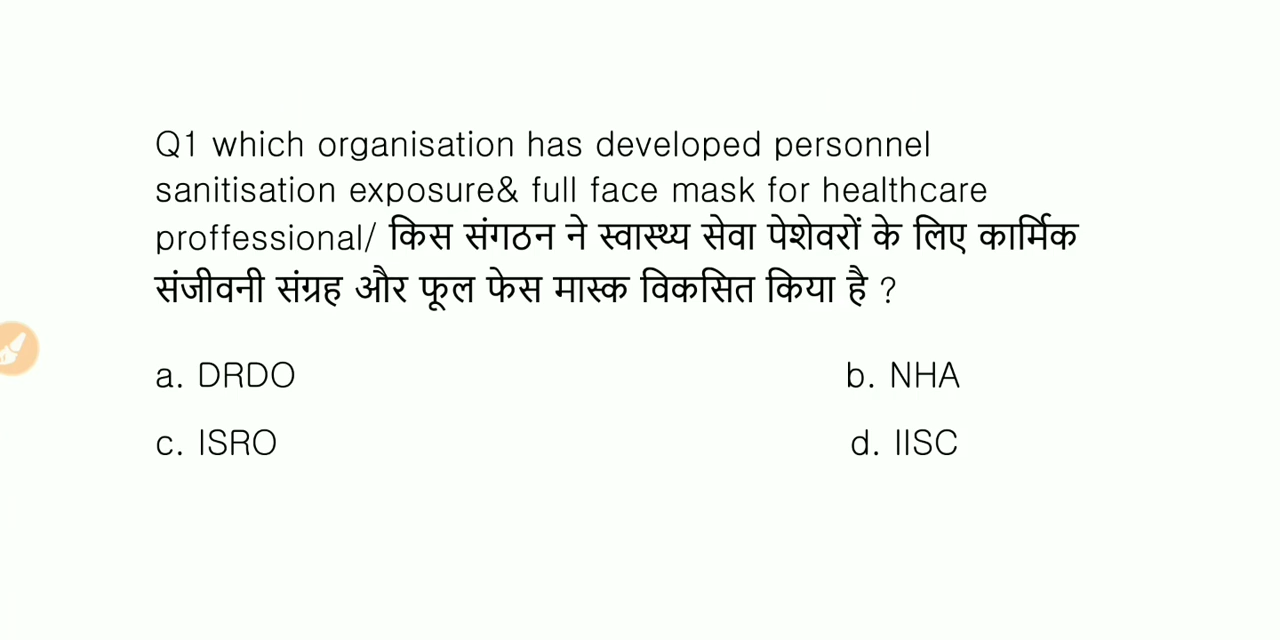 Q1 which organisation has developed personnel
sanitisation exposure& full face mask for healthcare
proffessional/ किस संगठन ने स्वास्थ्य सेवा पेशेवरों के लिए कार्मिक
संजीवनी संग्रह और फूल फेस मास्क विकसित किया है ?
a. DRDO b. NHA
c. ISRO d. IISC